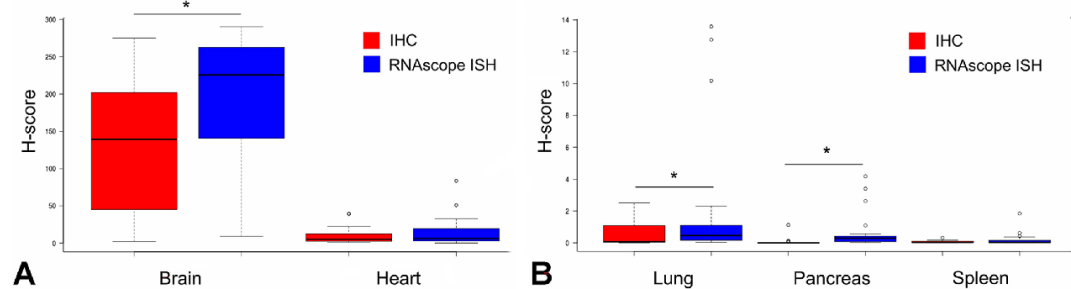 *
300
250
200
150
100
50
0
H-score
IHC
RNAscope ISH
Brain
Heart
A
14
12
10
8
6
4
2
0
H-score
IHC
RNAscope ISH
*
*
Lung
Pancreas
Spleen
B